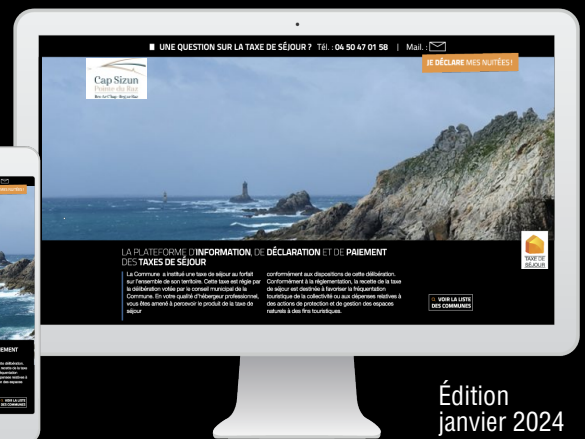 UNE QUESTION SUR LA TAXE DE SÉJOUR ? Tél. : 04 50 47 01 58 | Mail. :
JE DÉCLARE MES NUITÉES !
Cap Sizun
Pointe du Raz
LA PLATEFORME D'INFORMATION, DE DÉCLARATION ET DE PAIEMENT
DES TAXES DE SÉJOUR
La Commune a institué une taxe de séjour au forfait
sur l'ensemble de son territoire. Cette taxe est régie par
la délibération votée par le conseil municipal de la
Commune. En votre qualité d'hébergeur professionnel,
vous êtes amené à percevoir le produit de la taxe de
séjour
conformément aux dispositions de cette délibération.
Conformément à la réglementation, la recette de la taxe
de séjour est destinée à favoriser la fréquentation
touristique de la collectivité ou aux dépenses relatives à
des actions de protection et de gestion des espaces
naturels à des fins touristiques.
TAXE DE
SÉJOUR
VOIR LA LISTE
DES COMMUNES
EMENT
VOIR LA LISTE
DES COMMUNES
Édition
janvier 2024